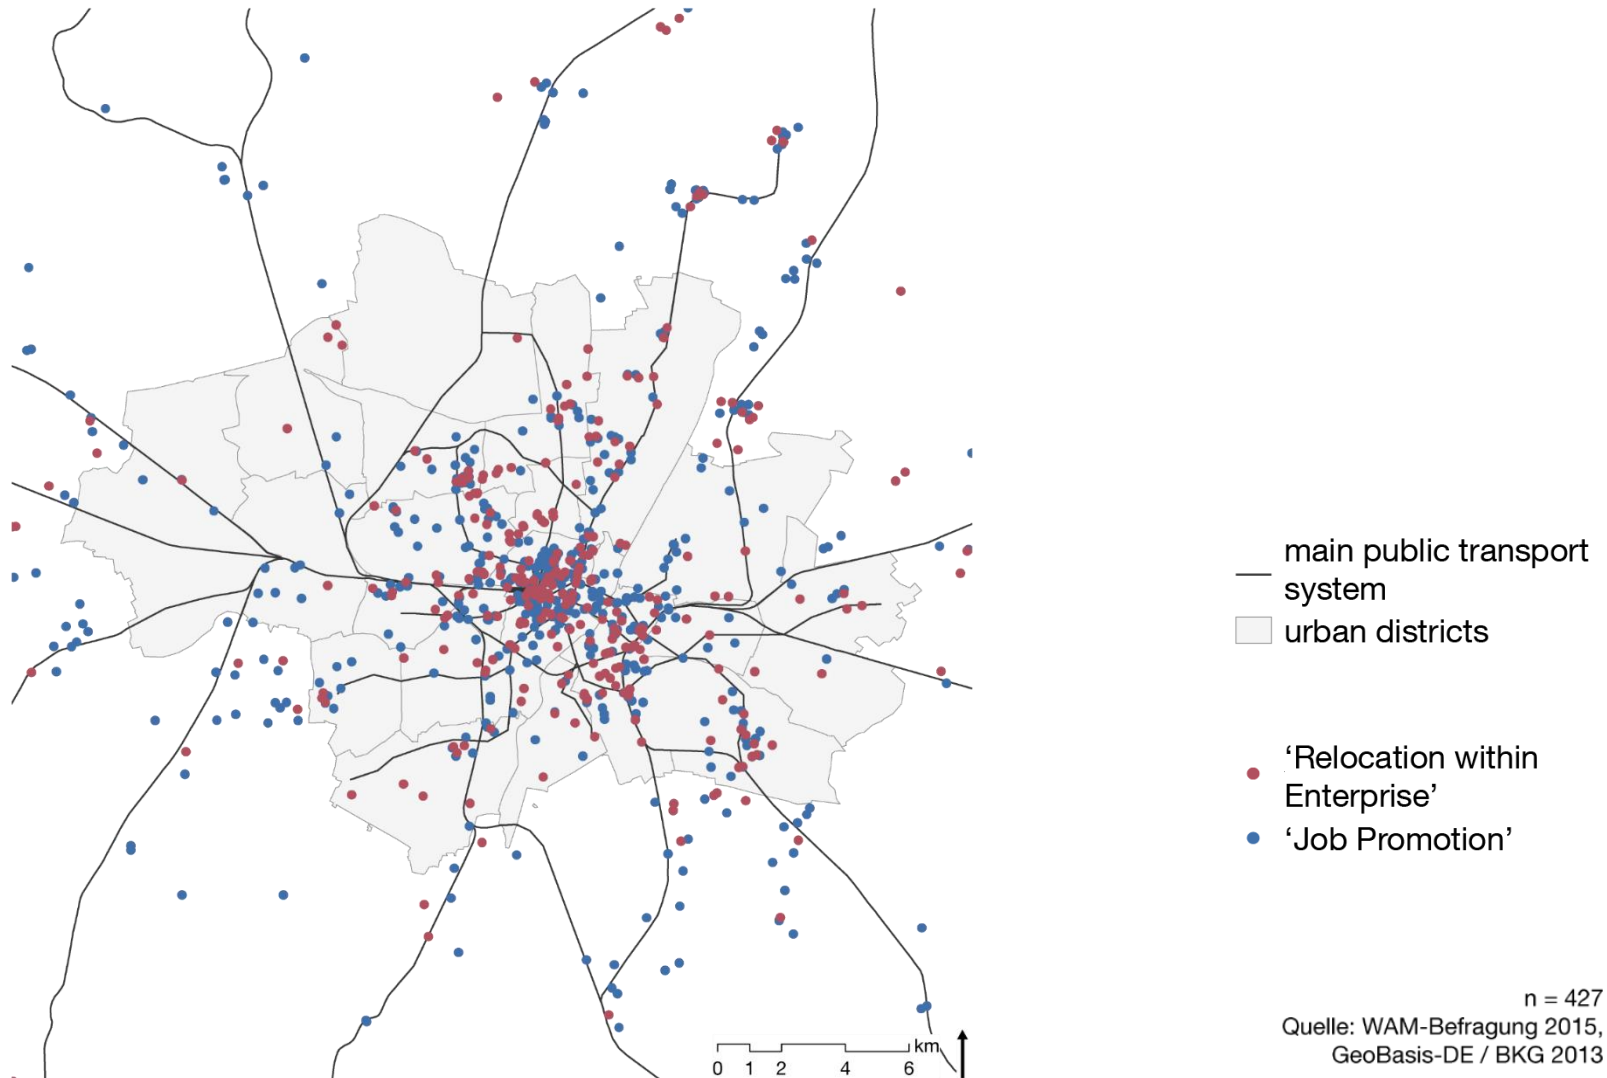 main public transport
system
urban districts
‘Relocation within
Enterprise’
‘Job Promotion’
n = 427
Quelle: WAM-Befragung 2015,
GeoBasis-DE / BKG 2013
km
0 1 2 4 6